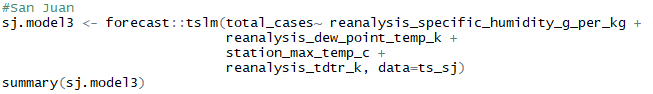 #San Juan
sj.model3 <- forecast::tslm(total_cases~ reanalysis_specific_humidity_g_per_kg +
reanalysis_dew_point_temp_k +
station_max_temp_c +
reanalysis_tdtr_k, data=ts_sj)
summary(sj.model3)